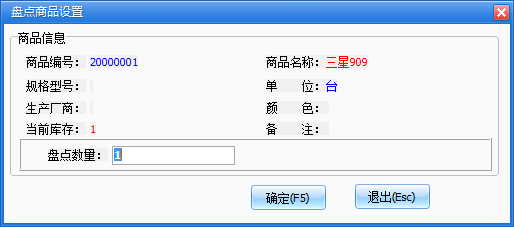 盘点商品设置
商品信息
商品编号： 20000001 商品名称：三星909
规格型号： 单 位：台
生产厂商： 颜 色：
当前库存： 1 备 注：
盘点数量： 1
确定(F5) 退出(Esc)